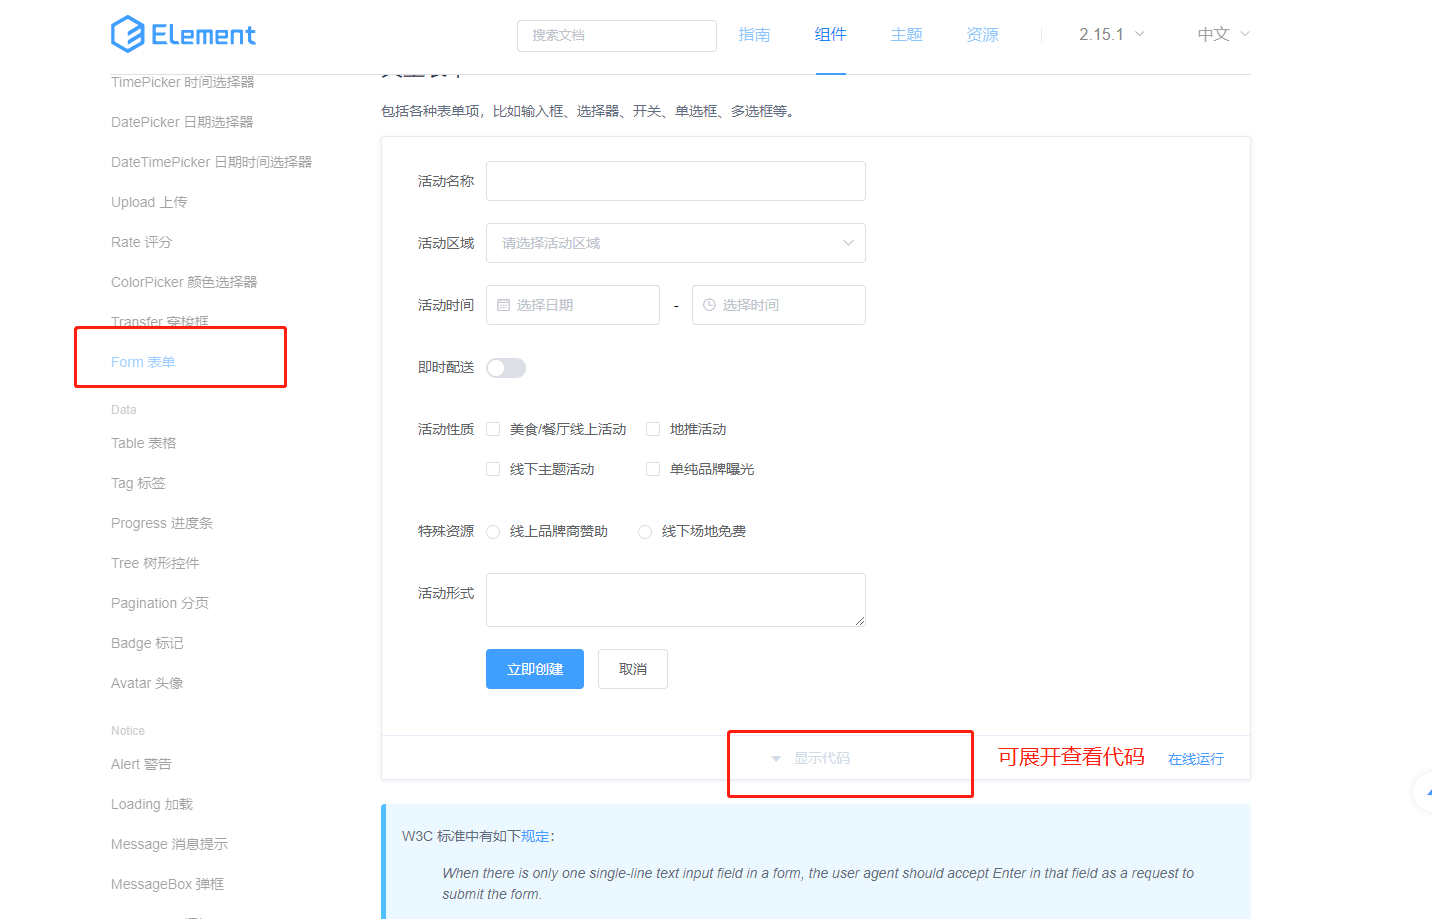 Element
搜索文档
指南
组件
主题
资源
2.15.1
中文
TimePicker 时间选择器
DatePicker 日期选择器
DateTimePicker 日期时间选择器
Upload 上传
Rate 评分
ColorPicker 颜色选择器
Transfer 穿梭框
Form 表单
Data
Table 表格
Tag 标签
Progress 进度条
Tree 树形控件
Pagination 分页
Badge 标记
Avatar 头像
Notice
Alert 警告
Loading 加载
Message 消息提示
MessageBox 弹框
包括各种表单项，比如输入框、选择器、开关、单选框、多选框等。
活动名称
活动区域 请选择活动区域
活动时间 选择日期 - 选择时间
即时配送
活动性质 美食/餐厅线上活动 地推活动
线下主题活动 单纯品牌曝光
特殊资源 线上品牌商赞助 线下场地免费
活动形式
立即创建 取消
显示代码 可展开查看代码 在线运行
W3C 标准中有如下规定：
When there is only one single-line text input field in a form, the user agent should accept Enter in that field as a request to
submit the form.